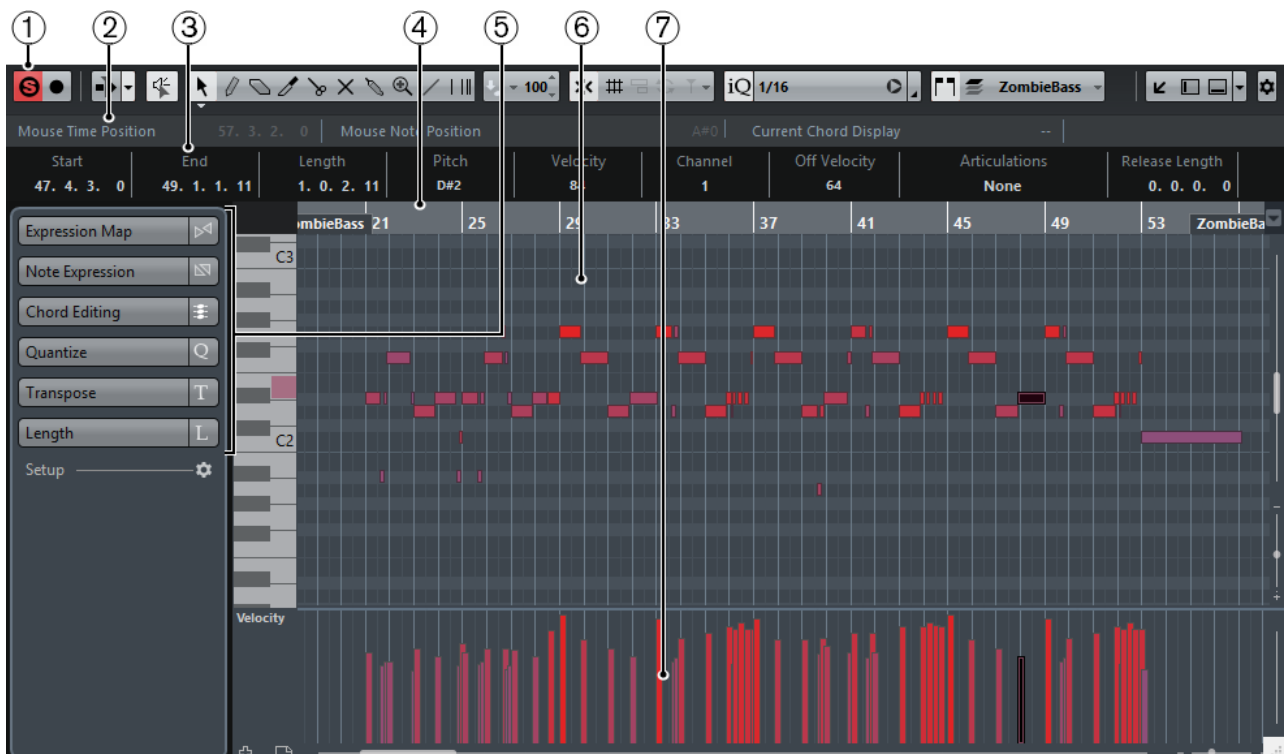 1 2 3 4 5 6 7
S 100 iQ 1/16 ZombieBass
Mouse Time Position 57. 3. 2. 0 Mouse Note Position A#0 Current Chord Display --
Start End Length Pitch Velocity Channel Off Velocity Articulations Release Length
47. 4. 3. 0 49. 1. 1. 11 1. 0. 2. 11 D#2 84 1 64 None 0. 0. 0. 0
ombieBass 21 25 29 33 37 41 45 49 53 ZombieBa
Expression Map
C3
Note Expression
Chord Editing
Quantize Q
Transpose T
Length L
C2
Setup
Velocity